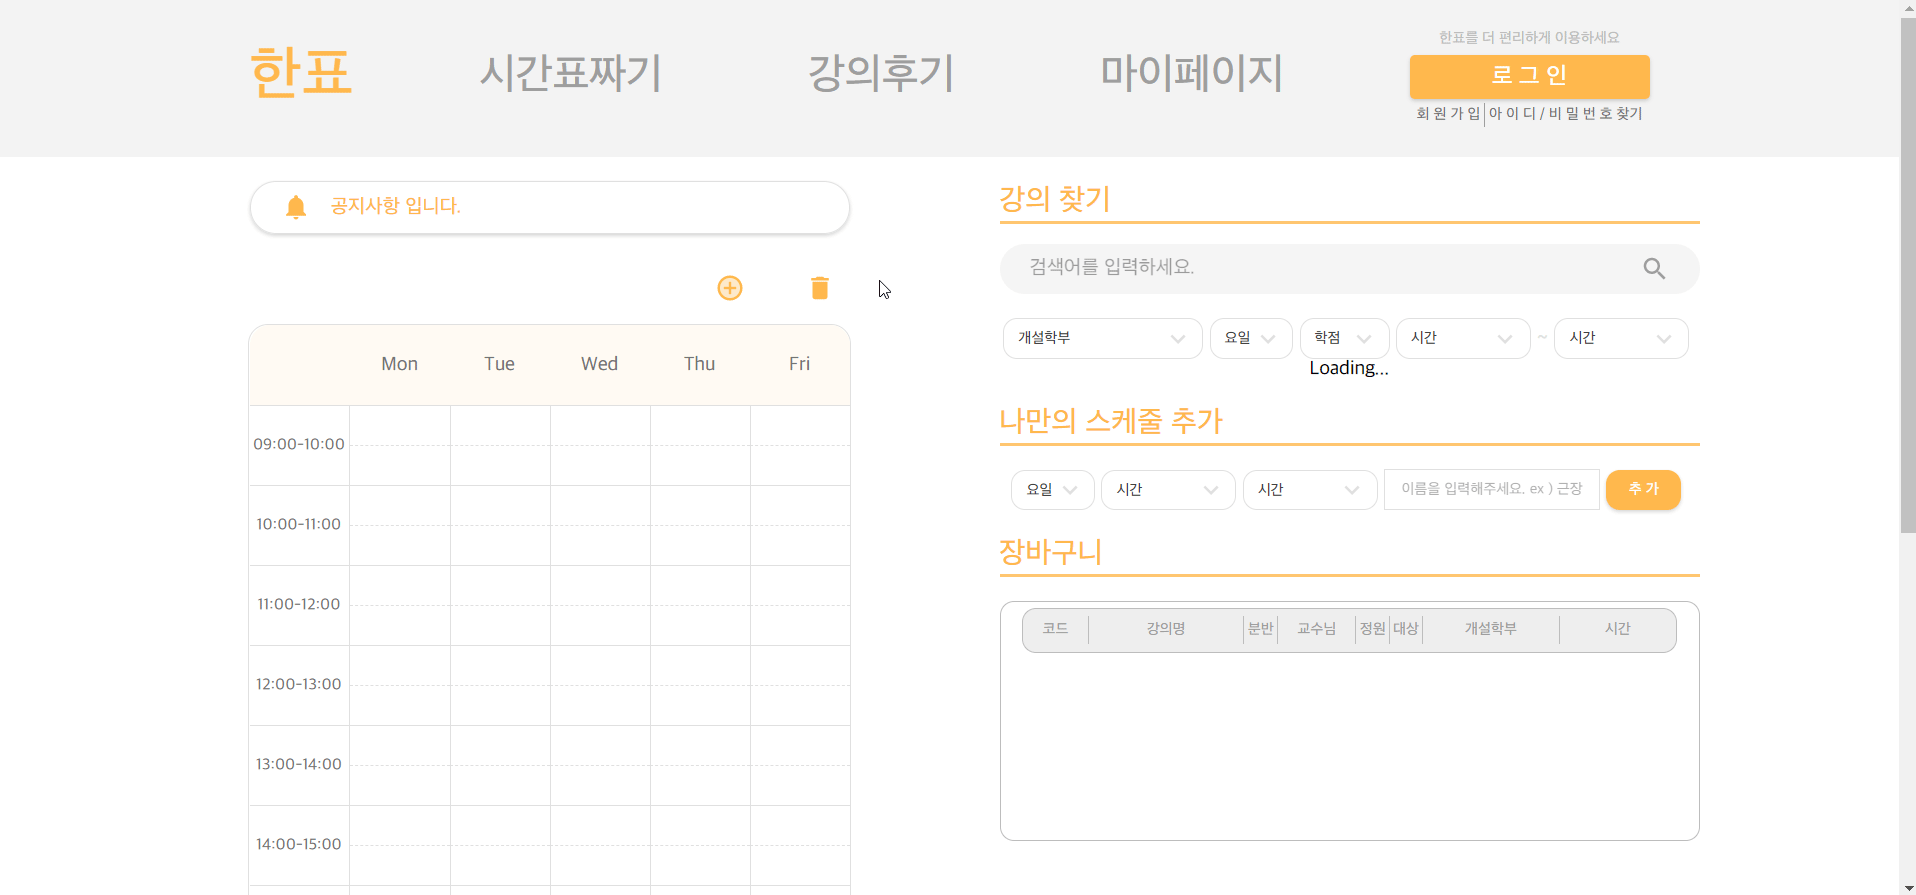 한표 시간표짜기 강의후기 마이페이지
한표를 더 편리하게 이용하세요
로그인
회원가입 아이디/비밀번호찾기
공지사항 입니다.
Mon Tue Wed Thu Fri
09:00-10:00
10:00-11:00
11:00-12:00
12:00-13:00
13:00-14:00
14:00-15:00
강의 찾기
검색어를 입력하세요.
개설학부 요일 학점 시간 ~ 시간
Loading...
나만의 스케줄 추가
요일 시간 시간 이름을 입력해주세요. ex ) 근장 추가
장바구니
코드 강의명 분반 교수님 정원 대상 개설학부 시간